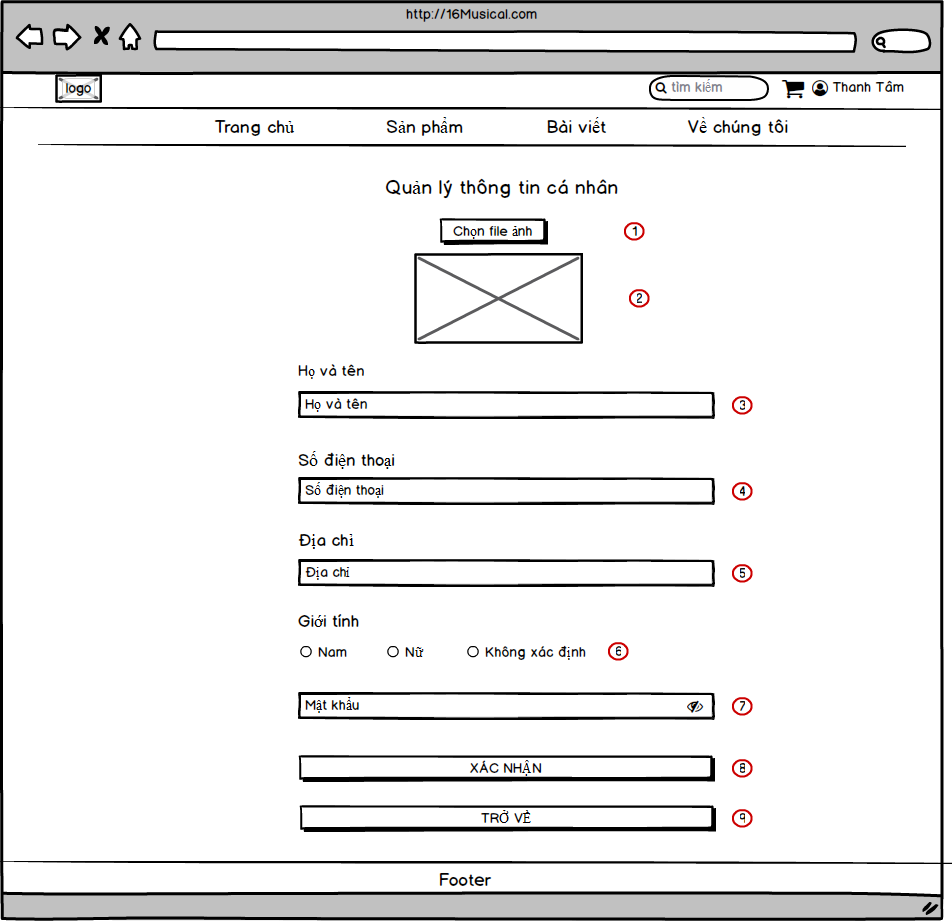 http://16Musical.com
logo
tìm kiếm
Thanh Tâm
Trang chủ Sản phẩm Bài viết Về chúng tôi
Quản lý thông tin cá nhân
Chọn file ảnh 1
2
Họ và tên
Họ và tên 3
Số điện thoại
Số điện thoại 4
Địa chỉ
Địa chỉ 5
Giới tính
Nam Nữ Không xác định 6
Mật khẩu 7
XÁC NHẬN 8
TRỞ VỀ 9
Footer